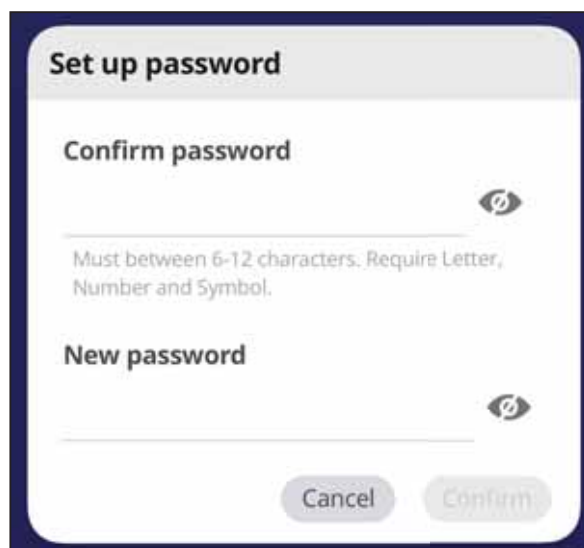 Set up password
Confirm password
Must between 6-12 characters. Require Letter,
Number and Symbol.
New password
Cancel
Confirm